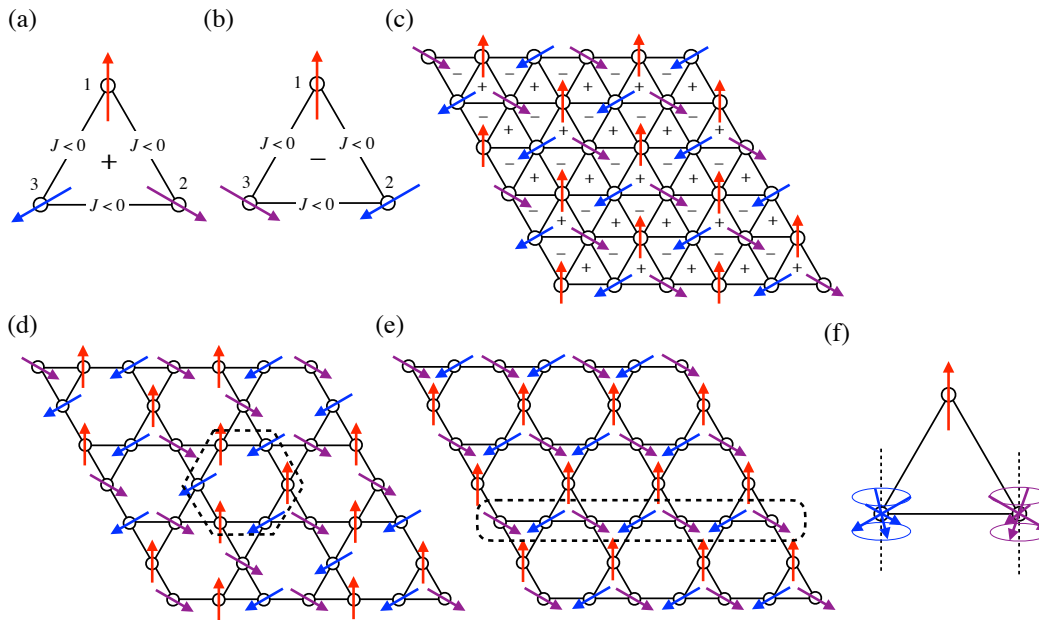 (a)
(b)
(c)
1
J < 0
J < 0
+
3
2
J < 0
1
J < 0
J < 0
−
3
2
J < 0
− + − + − + − + − +
− + − + − + − + − +
− + − + − + − + − +
− + − + − + − + − +
− + − + − + − + − +
(d)
(e)
(f)